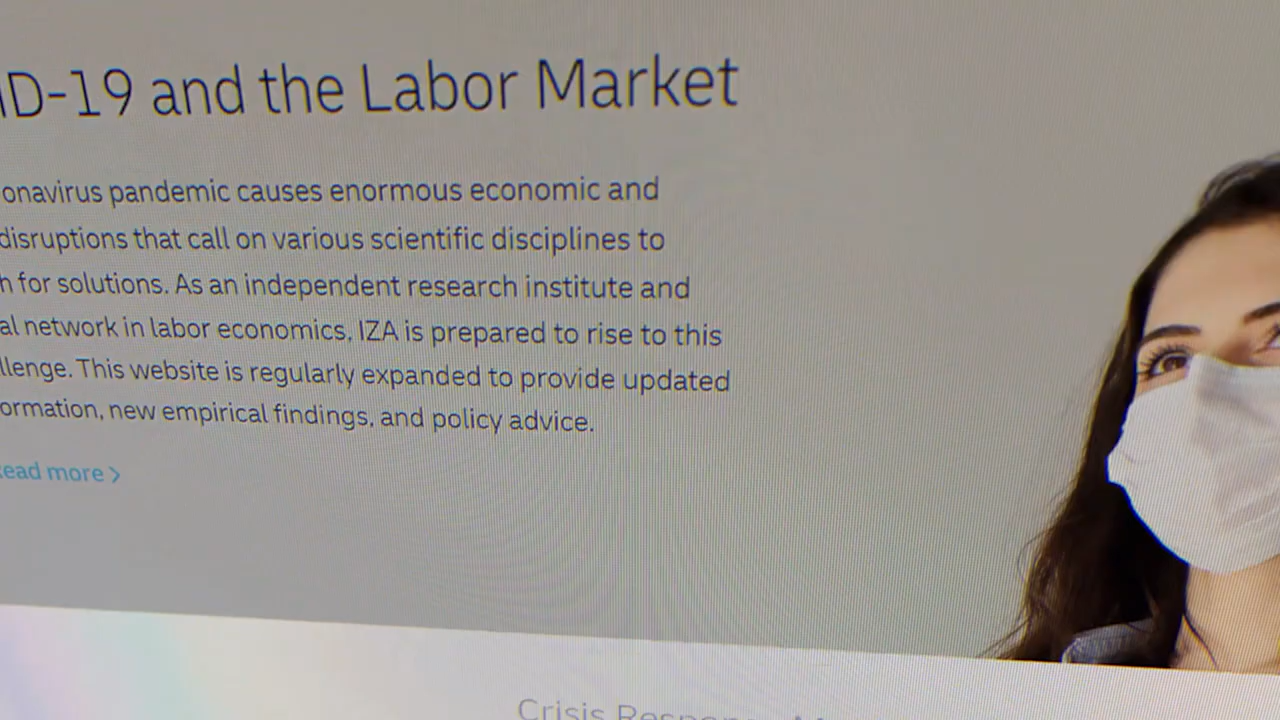 D-19 and the Labor Market
onavirus pandemic causes enormous economic and
disruptions that call on various scientific disciplines to
h for solutions. As an independent research institute and
al network in labor economics, IZA is prepared to rise to this
llenge. This website is regularly expanded to provide updated
ormation, new empirical findings, and policy advice.
ead more >
Crisis